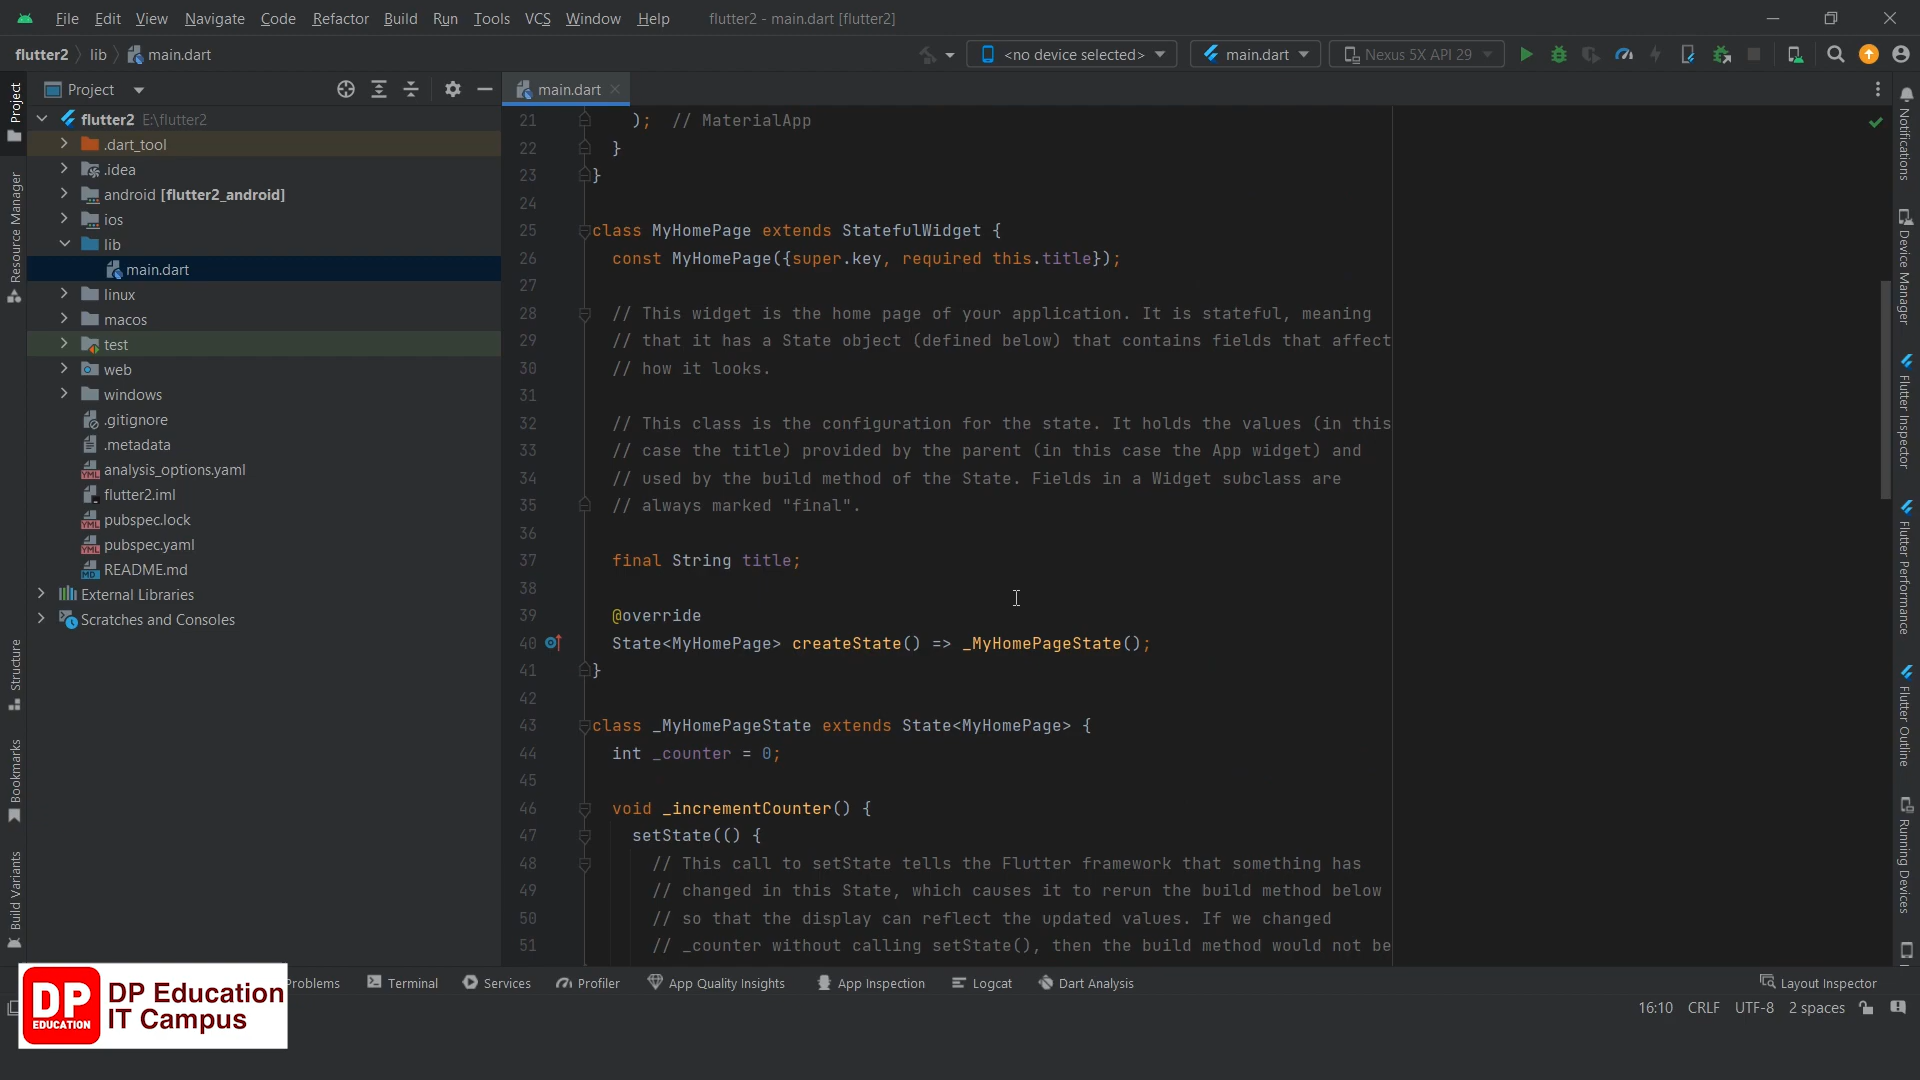 File Edit View Navigate Code Refactor Build Run Tools VCS Window Help flutter2 - main.dart [flutter2]
flutter2 lib main.dart <no device selected> main.dart Nexus 5X API 29
Project
main.dart
flutter2 E:\flutter2
.dart_tool
.idea
android [flutter2_android]
ios
lib
main.dart
linux
macos
test
web
windows
.gitignore
.metadata
analysis_options.yaml
flutter2.iml
pubspec.lock
pubspec.yaml
README.md
External Libraries
Scratches and Consoles
Project
Resource Manager
Structure
Bookmarks
Build Variants
21 ); // MaterialApp
22 }
23 }
24
25 class MyHomePage extends StatefulWidget {
26 const MyHomePage({super.key, required this.title});
27
28 // This widget is the home page of your application. It is stateful, meaning
29 // that it has a State object (defined below) that contains fields that affect
30 // how it looks.
31
32 // This class is the configuration for the state. It holds the values (in this
33 // case the title) provided by the parent (in this case the App widget) and
34 // used by the build method of the State. Fields in a Widget subclass are
35 // always marked "final".
36
37 final String title;
38
39 @override
40 State<MyHomePage> createState() => _MyHomePageState();
41 }
42
43 class _MyHomePageState extends State<MyHomePage> {
44 int _counter = 0;
45
46 void _incrementCounter() {
47 setState(() {
48 // This call to setState tells the Flutter framework that something has
49 // changed in this State, which causes it to rerun the build method below
50 // so that the display can reflect the updated values. If we changed
51 // _counter without calling setState(), then the build method would not be
Notifications
Device Manager
Flutter Inspector
Flutter Performance
Flutter Outline
Running Devices
Problems Terminal Services Profiler App Quality Insights App Inspection Logcat Dart Analysis Layout Inspector
16:10 CRLF UTF-8 2 spaces
DP
EDUCATION
DP Education
IT Campus